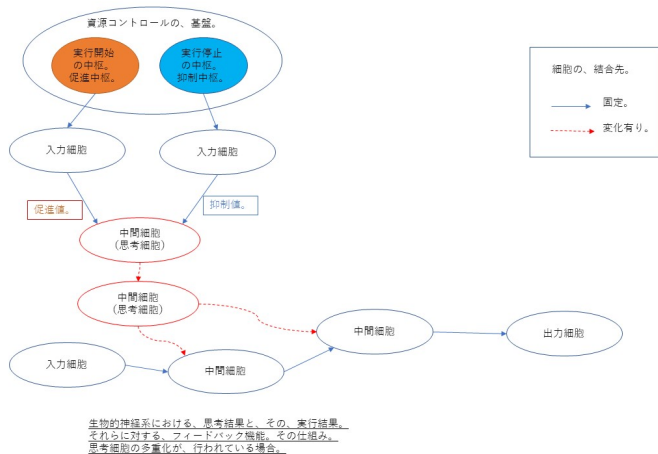 資源コントロールの、基盤。
実行開始
の中枢。
促進中枢。
実行停止
の中枢。
抑制中枢。
細胞の、結合先。
固定。
変化有り。
入力細胞
入力細胞
促進値。
抑制値。
中間細胞
(思考細胞)
中間細胞
(思考細胞)
中間細胞
出力細胞
入力細胞
中間細胞
生物的神経系における、思考結果と、その、実行結果。
それらに対する、フィードバック機能。その仕組み。
思考細胞の多重化が、行われている場合。